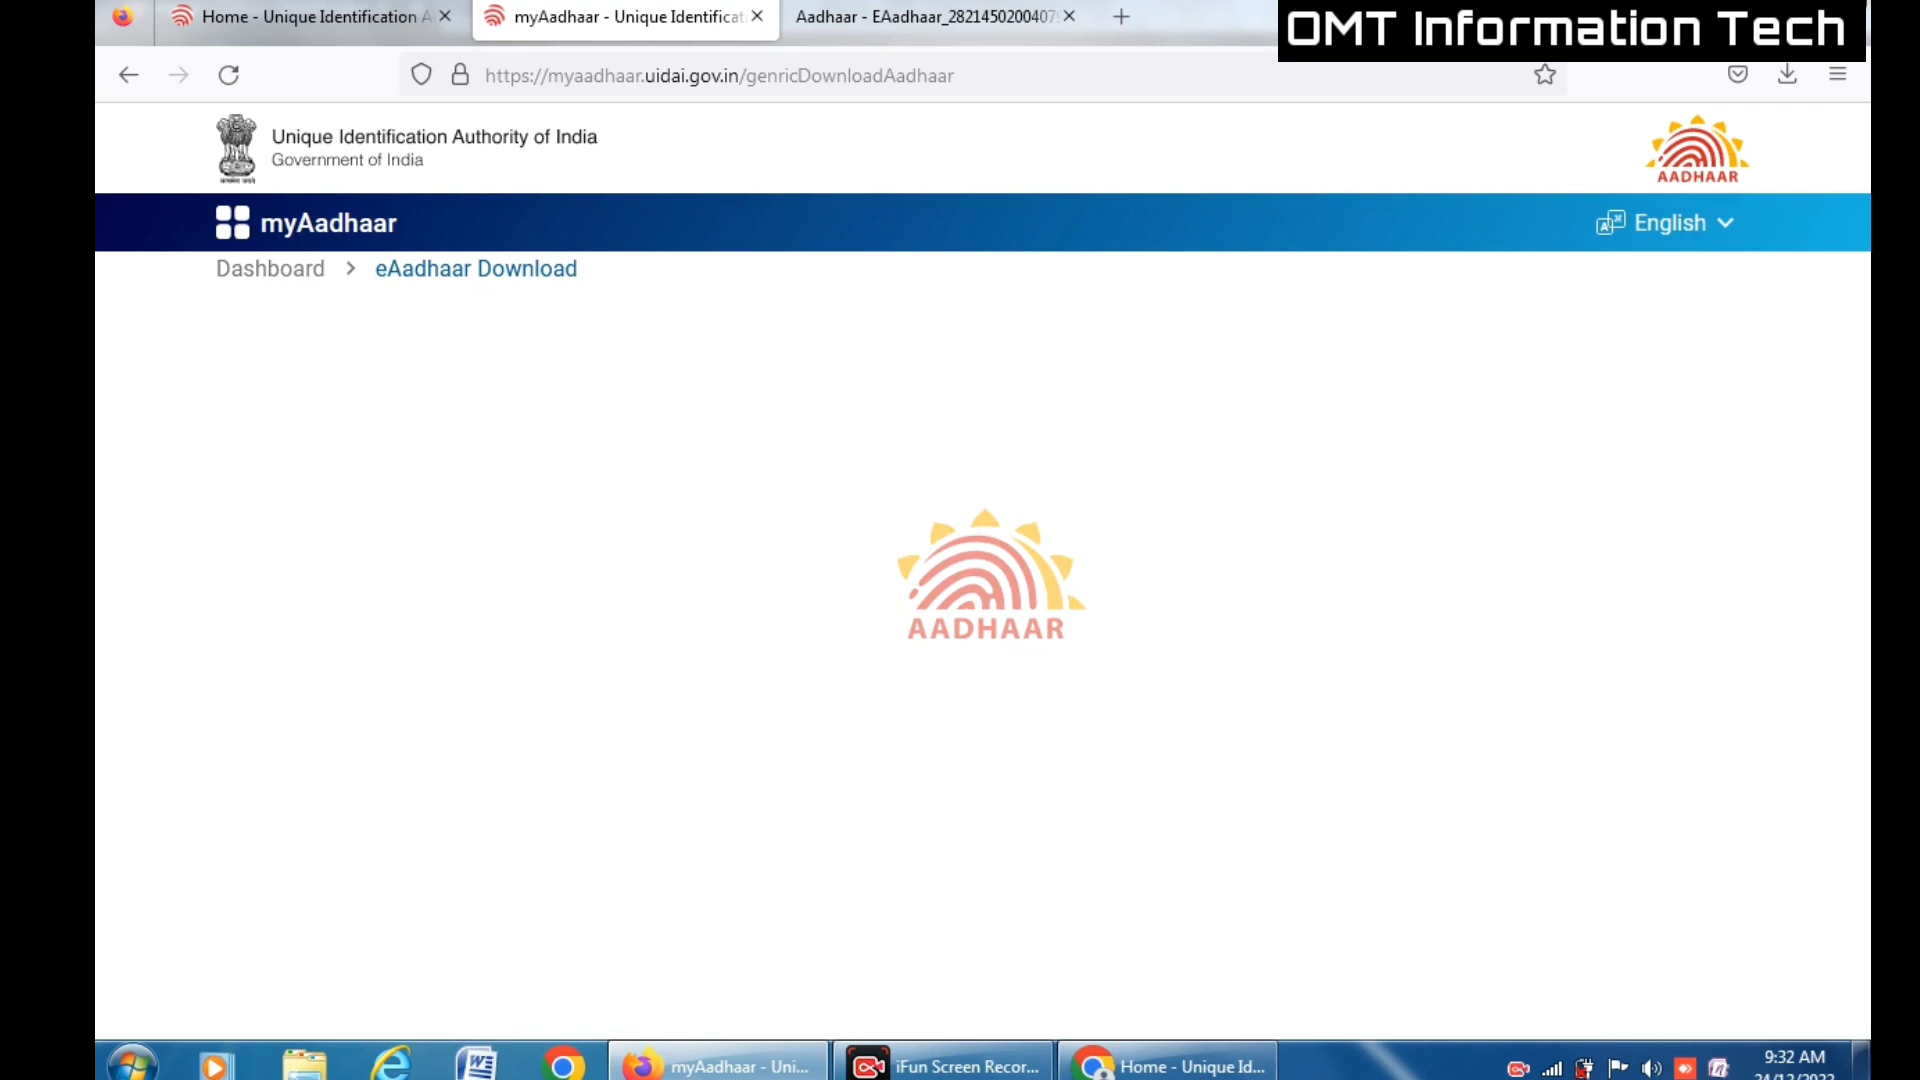 Home - Unique Identification A
myAadhaar - Unique Identificat
Aadhaar - EAadhaar_2821450200407
OMT Information Tech
https://myaadhaar.uidai.gov.in/genricDownloadAadhaar
Unique Identification Authority of India
Government of India
AADHAAR
myAadhaar
English
Dashboard > eAadhaar Download
AADHAAR
myAadhaar - Uni...
iFun Screen Recor...
Home - Unique Id...
9:32 AM